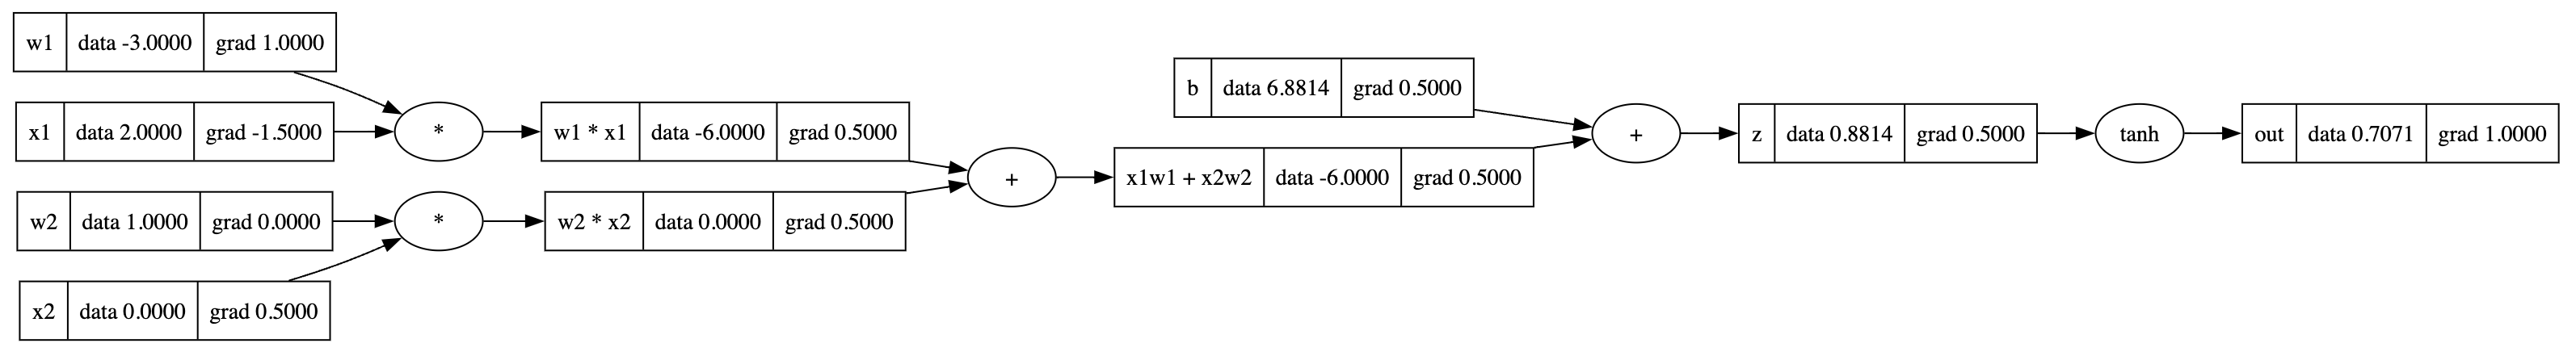 w1 data -3.0000 grad 1.0000
x1 data 2.0000 grad -1.5000
*
w1 * x1 data -6.0000 grad 0.5000
w2 data 1.0000 grad 0.0000
*
w2 * x2 data 0.0000 grad 0.5000
x2 data 0.0000 grad 0.5000
+
x1w1 + x2w2 data -6.0000 grad 0.5000
b data 6.8814 grad 0.5000
+
z data 0.8814 grad 0.5000
tanh
out data 0.7071 grad 1.0000